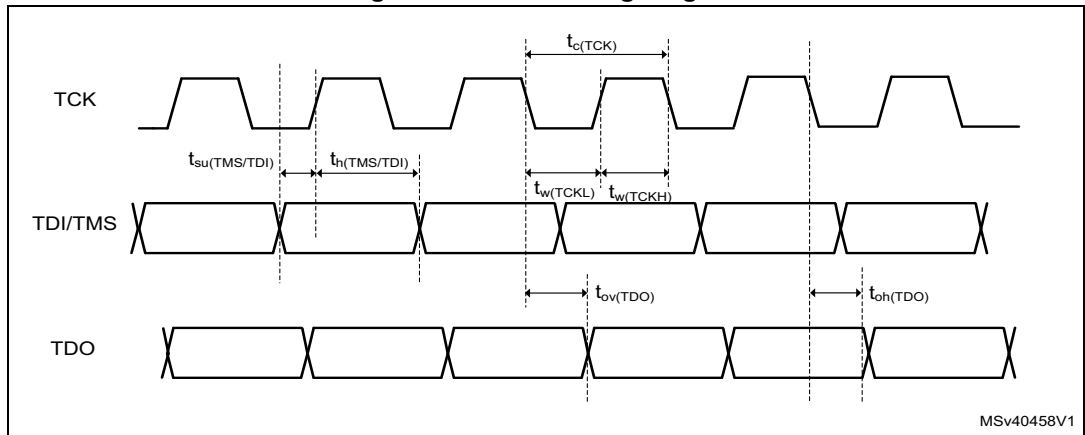 t_c(TCK)
TCK
t_su(TMS/TDI)
t_h(TMS/TDI)
t_w(TCKL)
t_w(TCKH)
TDI/TMS
t_ov(TDO)
t_oh(TDO)
TDO
MSv40458V1